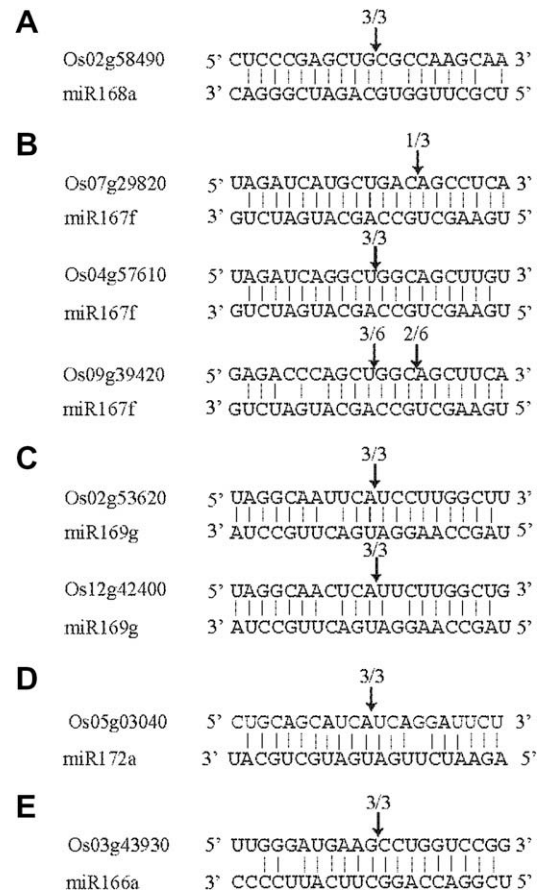 A
3/3
Os02g58490 5’ CUCCCGAGCUGCGCCAAGCAA 3’
miR168a 3’ CAGGGCUAGACGUGGUUCGCU 5’
B
1/3
Os07g29820 5’ UAGAUCAUGCUGACAGCCUCA 3’
miR167f 3’ GUCUAGUACGACCGUCGAAGU 5’
3/3
Os04g57610 5’ UAGAUCAGGCUGGCAGCUUGU 3’
miR167f 3’ GUCUAGUACGACCGUCGAAGU 5’
3/6 2/6
Os09g39420 5’ GAGACCCAGCUGGCAGCUUCA 3’
miR167f 3’ GUCUAGUACGACCGUCGAAGU 5’
C
3/3
Os02g53620 5’ UAGGCAAUUCAUCCUUGGCUU 3’
miR169g 3’ AUCCGUUCAGUAGGAACCGAU 5’
3/3
Os12g42400 5’ UAGGCAACUCAUUCUUGGCUG 3’
miR169g 3’ AUCCGUUCAGUAGGAACCGAU 5’
D
3/3
Os05g03040 5’ CUGCAGCAUCAUCAGGAUUCU 3’
miR172a 3’ UACGUCGUAGUAGUUCUAAGA 5’
E
3/3
Os03g43930 5’ UUGGGAUGAAGCCUGGUCCGG 3’
miR166a 3’ CCCCUUACUUCGGACCAGGCU 5’